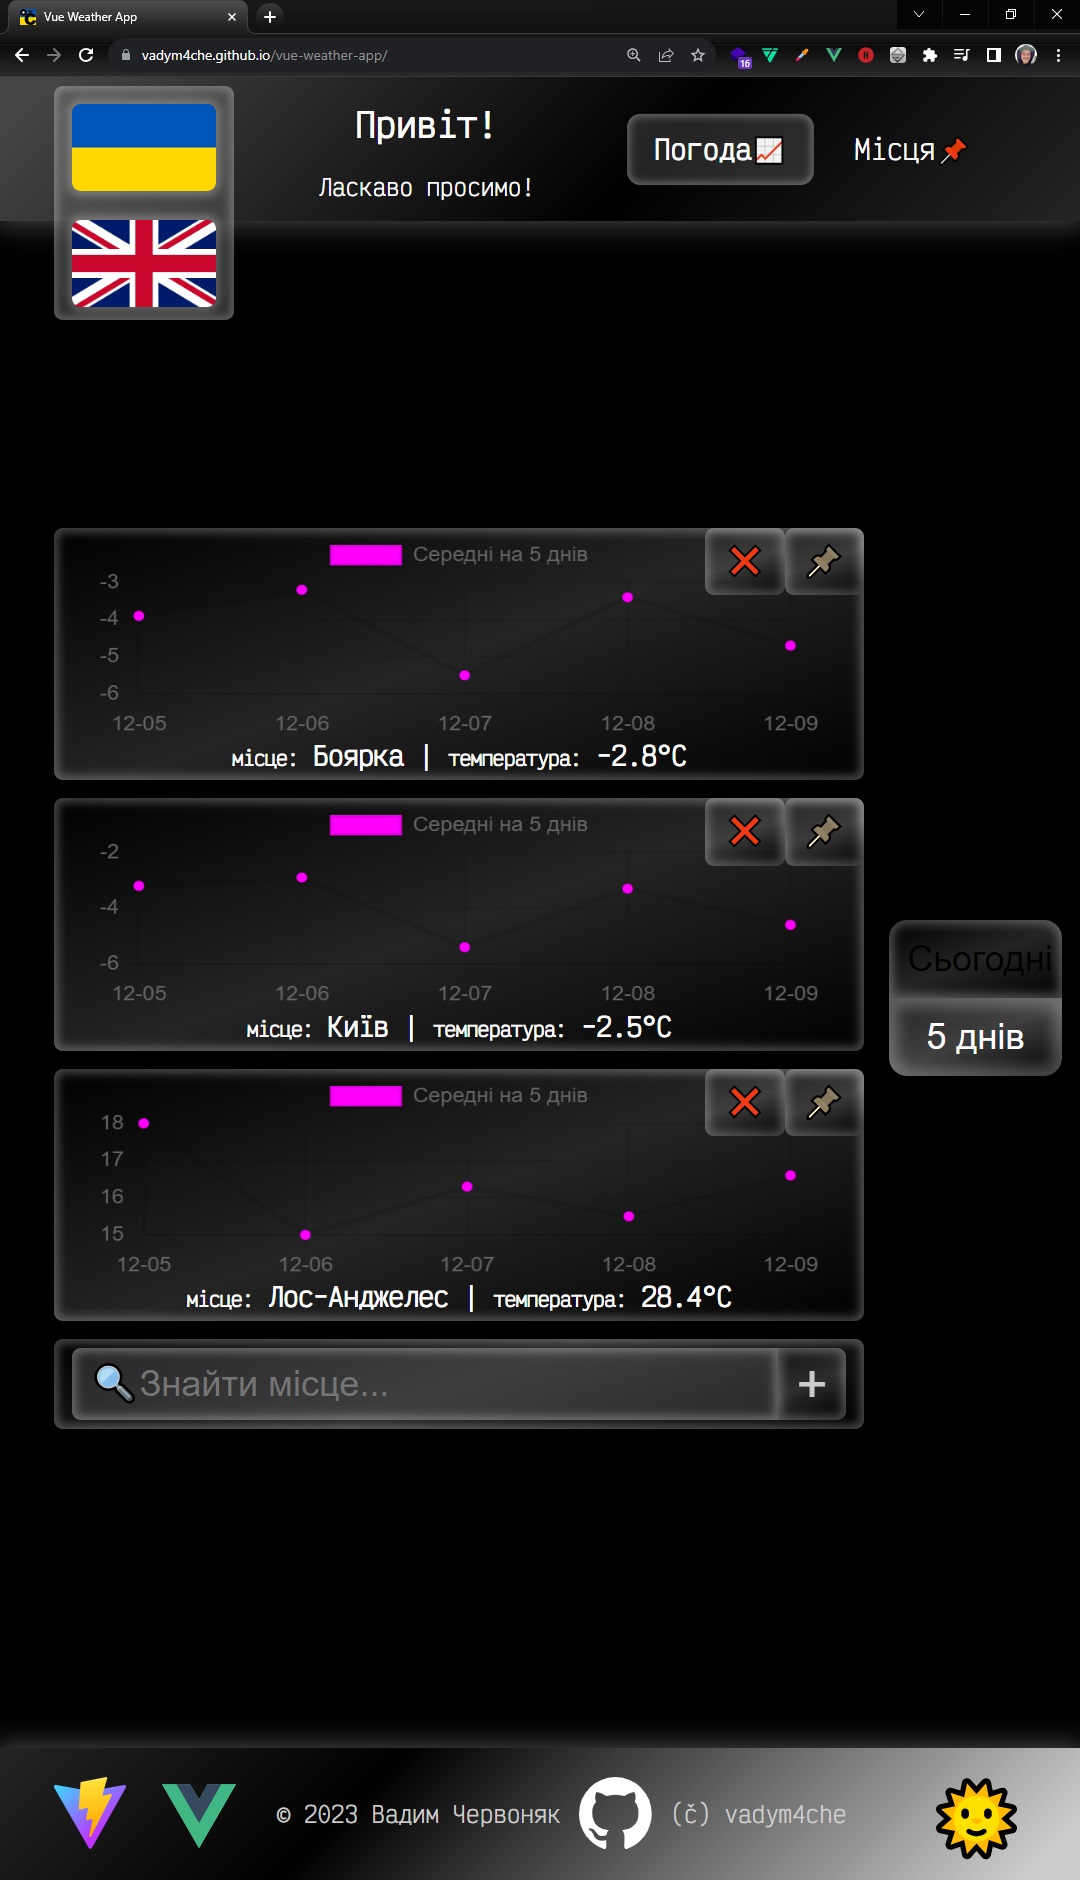 Vue Weather App
vadym4che.github.io/vue-weather-app/
16
Привіт!
Ласкаво просимо!
Погода
Місця
Середні на 5 днів
-3
-4
-5
-6
12-05 12-06 12-07 12-08 12-09
місце: Боярка | температура: -2.8°C
Середні на 5 днів
-2
-4
-6
12-05 12-06 12-07 12-08 12-09
місце: Київ | температура: -2.5°C
Сьогодні
5 днів
Середні на 5 днів
18
17
16
15
12-05 12-06 12-07 12-08 12-09
місце: Лос-Анджелес | температура: 28.4°C
Знайти місце...
+
© 2023 Вадим Червоняк (č) vadym4che